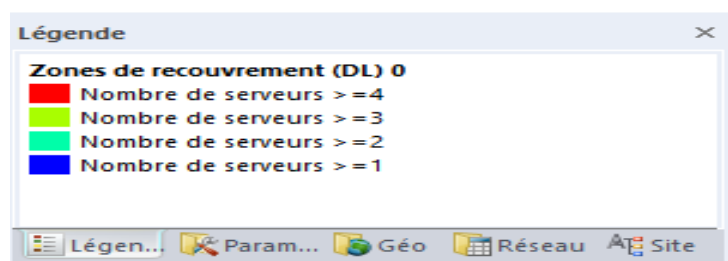 Légende
Zones de recouvrement (DL) 0
Nombre de serveurs >=4
Nombre de serveurs >=3
Nombre de serveurs >=2
Nombre de serveurs >=1
Légen... Param... Géo Réseau Site